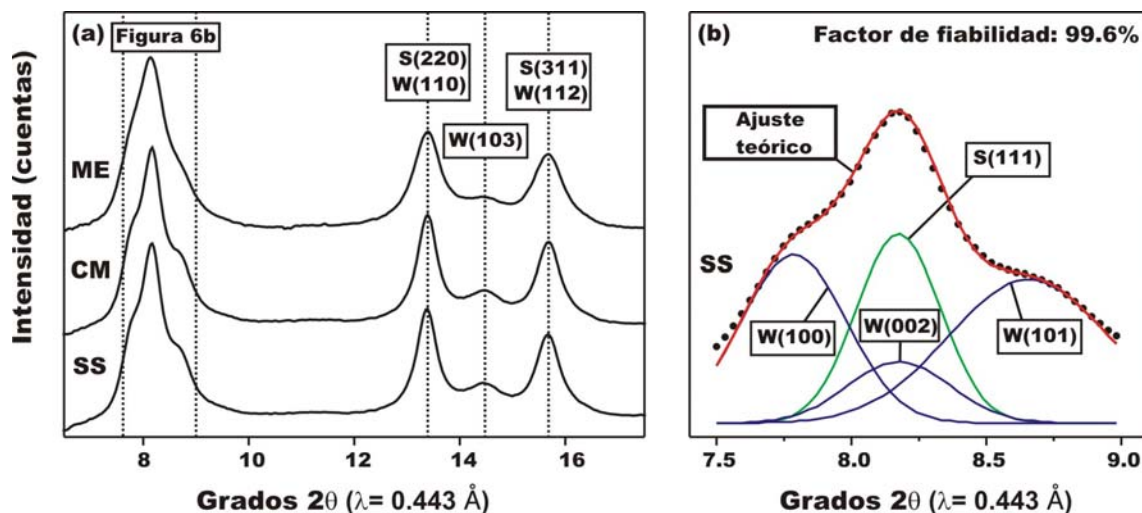 (a)
Figura 6b
S(220)
W(110)
S(311)
W(112)
W(103)
ME
CM
SS
Intensidad (cuentas)
8 10 12 14 16
Grados 2θ (λ= 0.443 Å)
(b) Factor de fiabilidad: 99.6%
Ajuste
teórico
S(111)
SS
W(002)
W(100)
W(101)
7.5 8.0 8.5 9.0
Grados 2θ (λ= 0.443 Å)